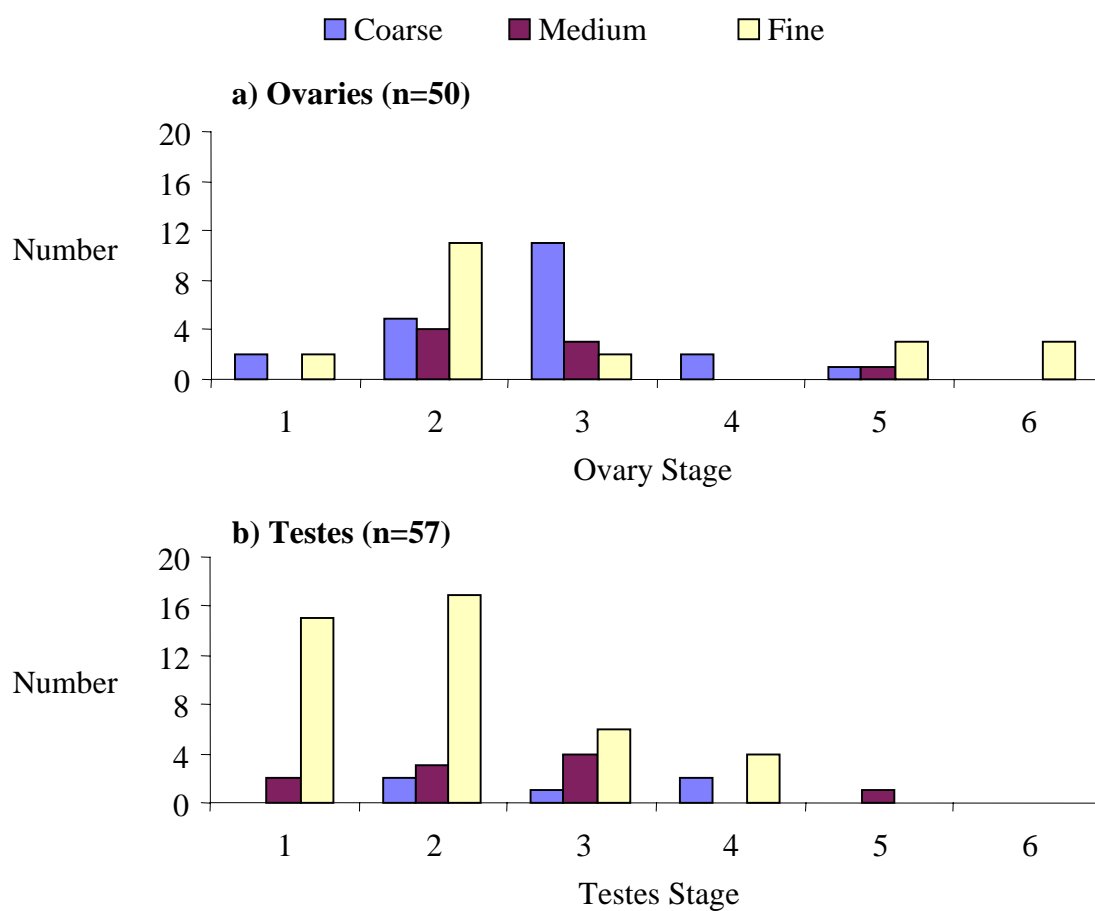 Coarse Medium Fine
a) Ovaries (n=50)
20
16
12
Number
8
4
0
1 2 3 4 5 6
Ovary Stage
b) Testes (n=57)
20
16
12
Number
8
4
0
1 2 3 4 5 6
Testes Stage